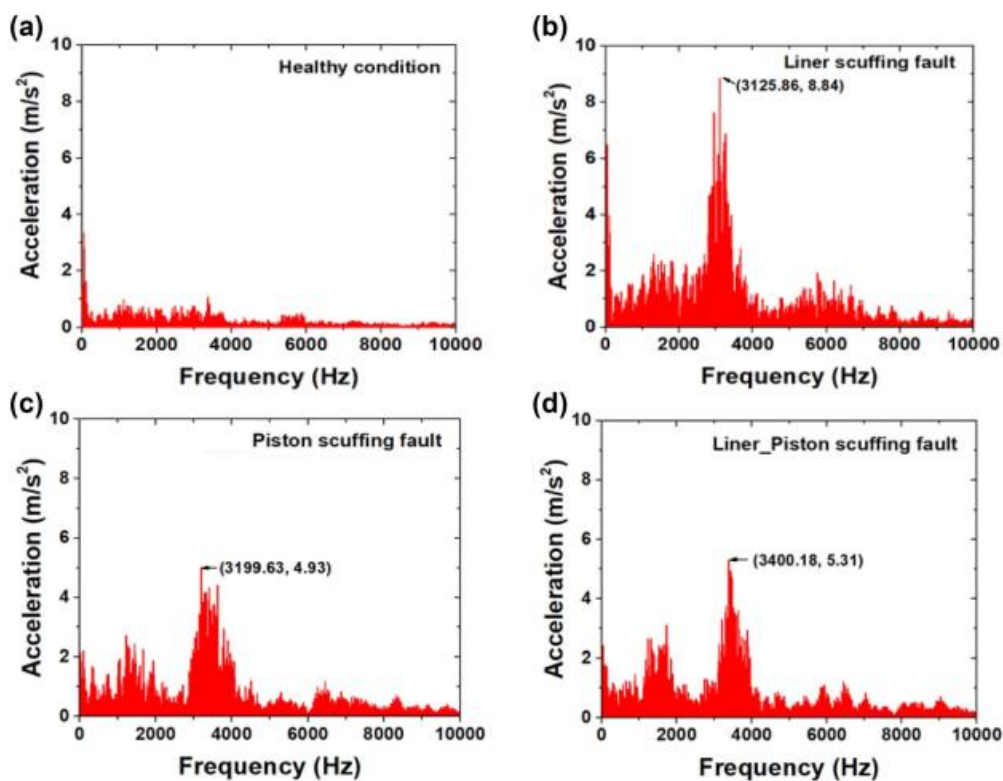 (a)
Healthy condition
Acceleration (m/s²)
10
8
6
4
2
0
0 2000 4000 6000 8000 10000
Frequency (Hz)
(b)
Liner scuffing fault
(3125.86, 8.84)
Acceleration (m/s²)
10
8
6
4
2
0
0 2000 4000 6000 8000 10000
Frequency (Hz)
(c)
Piston scuffing fault
(3199.63, 4.93)
Acceleration (m/s²)
10
8
6
4
2
0
0 2000 4000 6000 8000 10000
Frequency (Hz)
(d)
Liner_Piston scuffing fault
(3400.18, 5.31)
Acceleration (m/s²)
10
8
6
4
2
0
0 2000 4000 6000 8000 10000
Frequency (Hz)